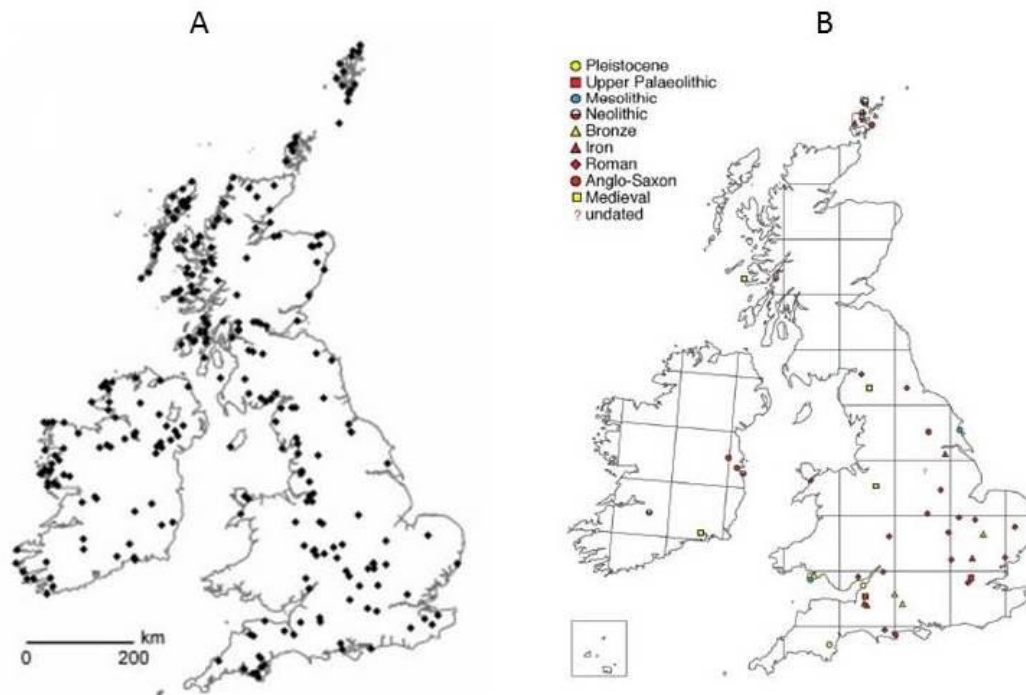 A
B
Pleistocene
Upper Palaeolithic
Mesolithic
Neolithic
Bronze
Iron
Roman
Anglo-Saxon
Medieval
? undated
km
0 200